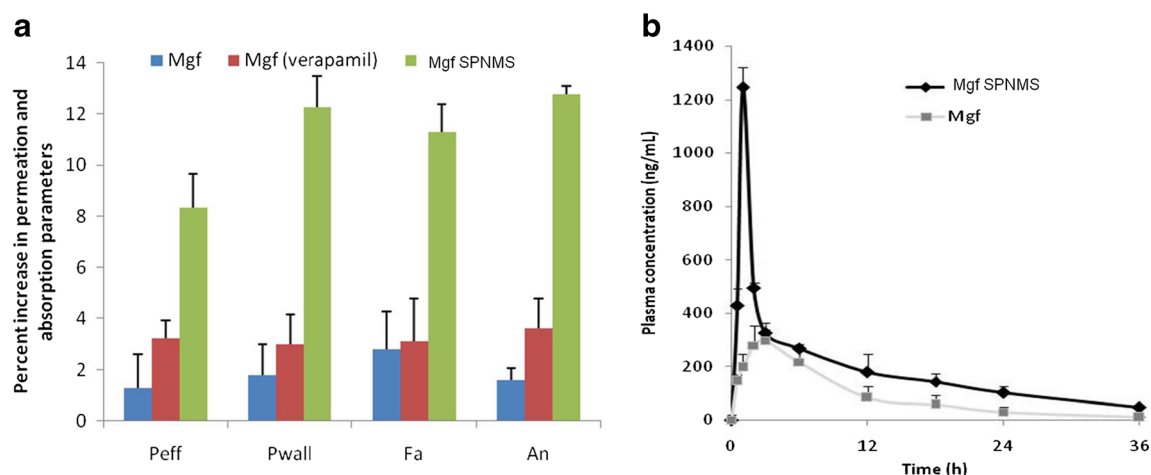 a
Mgf Mgf (verapamil) Mgf SPNMS
Percent increase in permeation and
absorption parameters
14
12
10
8
6
4
2
0
Peff Pwall Fa An
b
Mgf SPNMS
Mgf
Plasma concentration (ng/mL)
1400
1200
1000
800
600
400
200
0
0 12 24 36
Time (h)